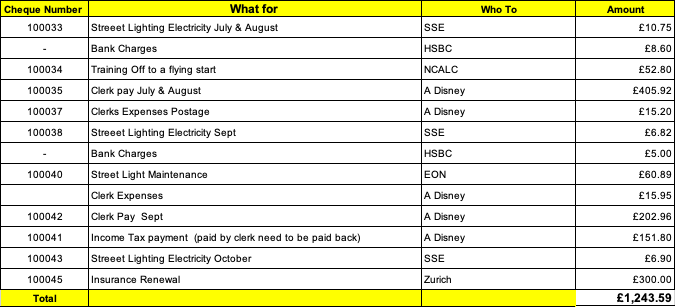 Cheque Number What for Who To Amount
100033 Streeet Lighting Electricity July & August SSE £10.75
- Bank Charges HSBC £8.60
100034 Training Off to a flying start NCALC £52.80
100035 Clerk pay July & August A Disney £405.92
100037 Clerks Expenses Postage A Disney £15.20
100038 Streeet Lighting Electricity Sept SSE £6.82
- Bank Charges HSBC £5.00
100040 Street Light Maintenance EON £60.89
Clerk Expenses A Disney £15.95
100042 Clerk Pay Sept A Disney £202.96
100041 Income Tax payment (paid by clerk need to be paid back) A Disney £151.80
100043 Streeet Lighting Electricity October SSE £6.90
100045 Insurance Renewal Zurich £300.00
Total £1,243.59